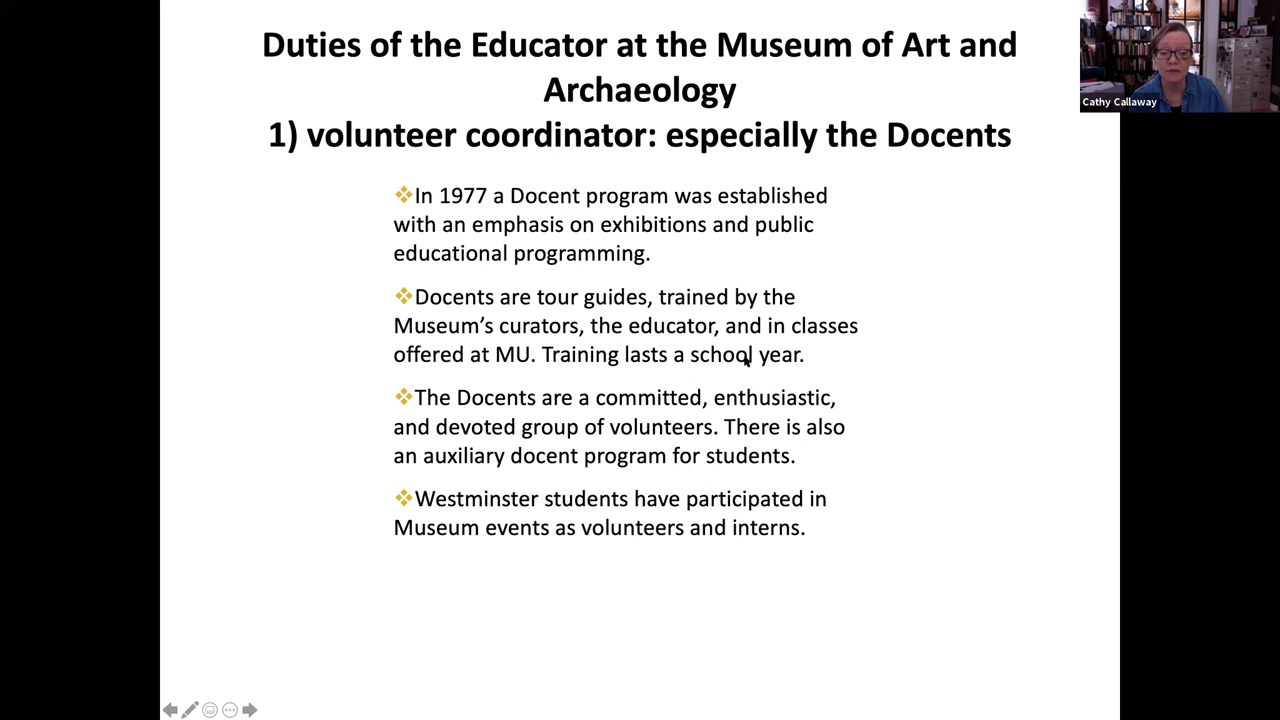 Duties of the Educator at the Museum of Art and
Archaeology
1) volunteer coordinator: especially the Docents
Cathy Callaway
❖In 1977 a Docent program was established
with an emphasis on exhibitions and public
educational programming.
❖Docents are tour guides, trained by the
Museum’s curators, the educator, and in classes
offered at MU. Training lasts a school year.
❖The Docents are a committed, enthusiastic,
and devoted group of volunteers. There is also
an auxiliary docent program for students.
❖Westminster students have participated in
Museum events as volunteers and interns.